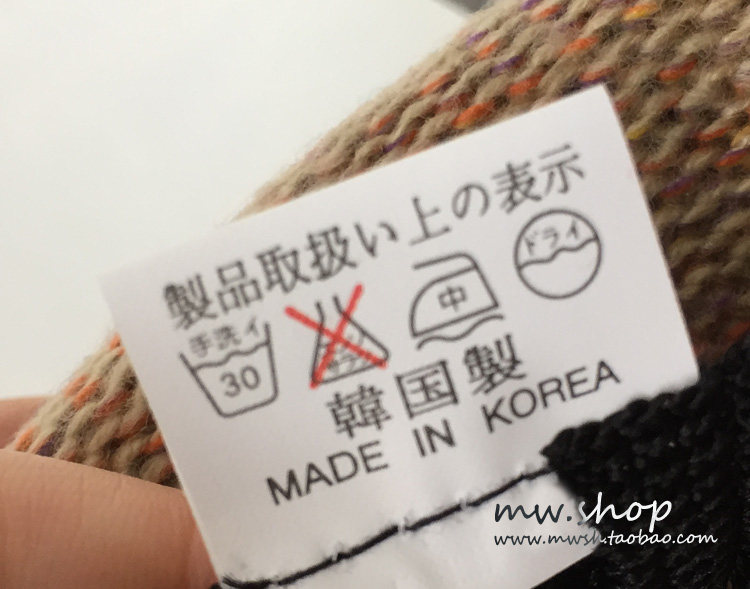 製品取扱い上の表示
手洗イ
30
中
ドライ
韓国製
MADE IN KOREA
mw.shop
www.mwsh.taobao.com